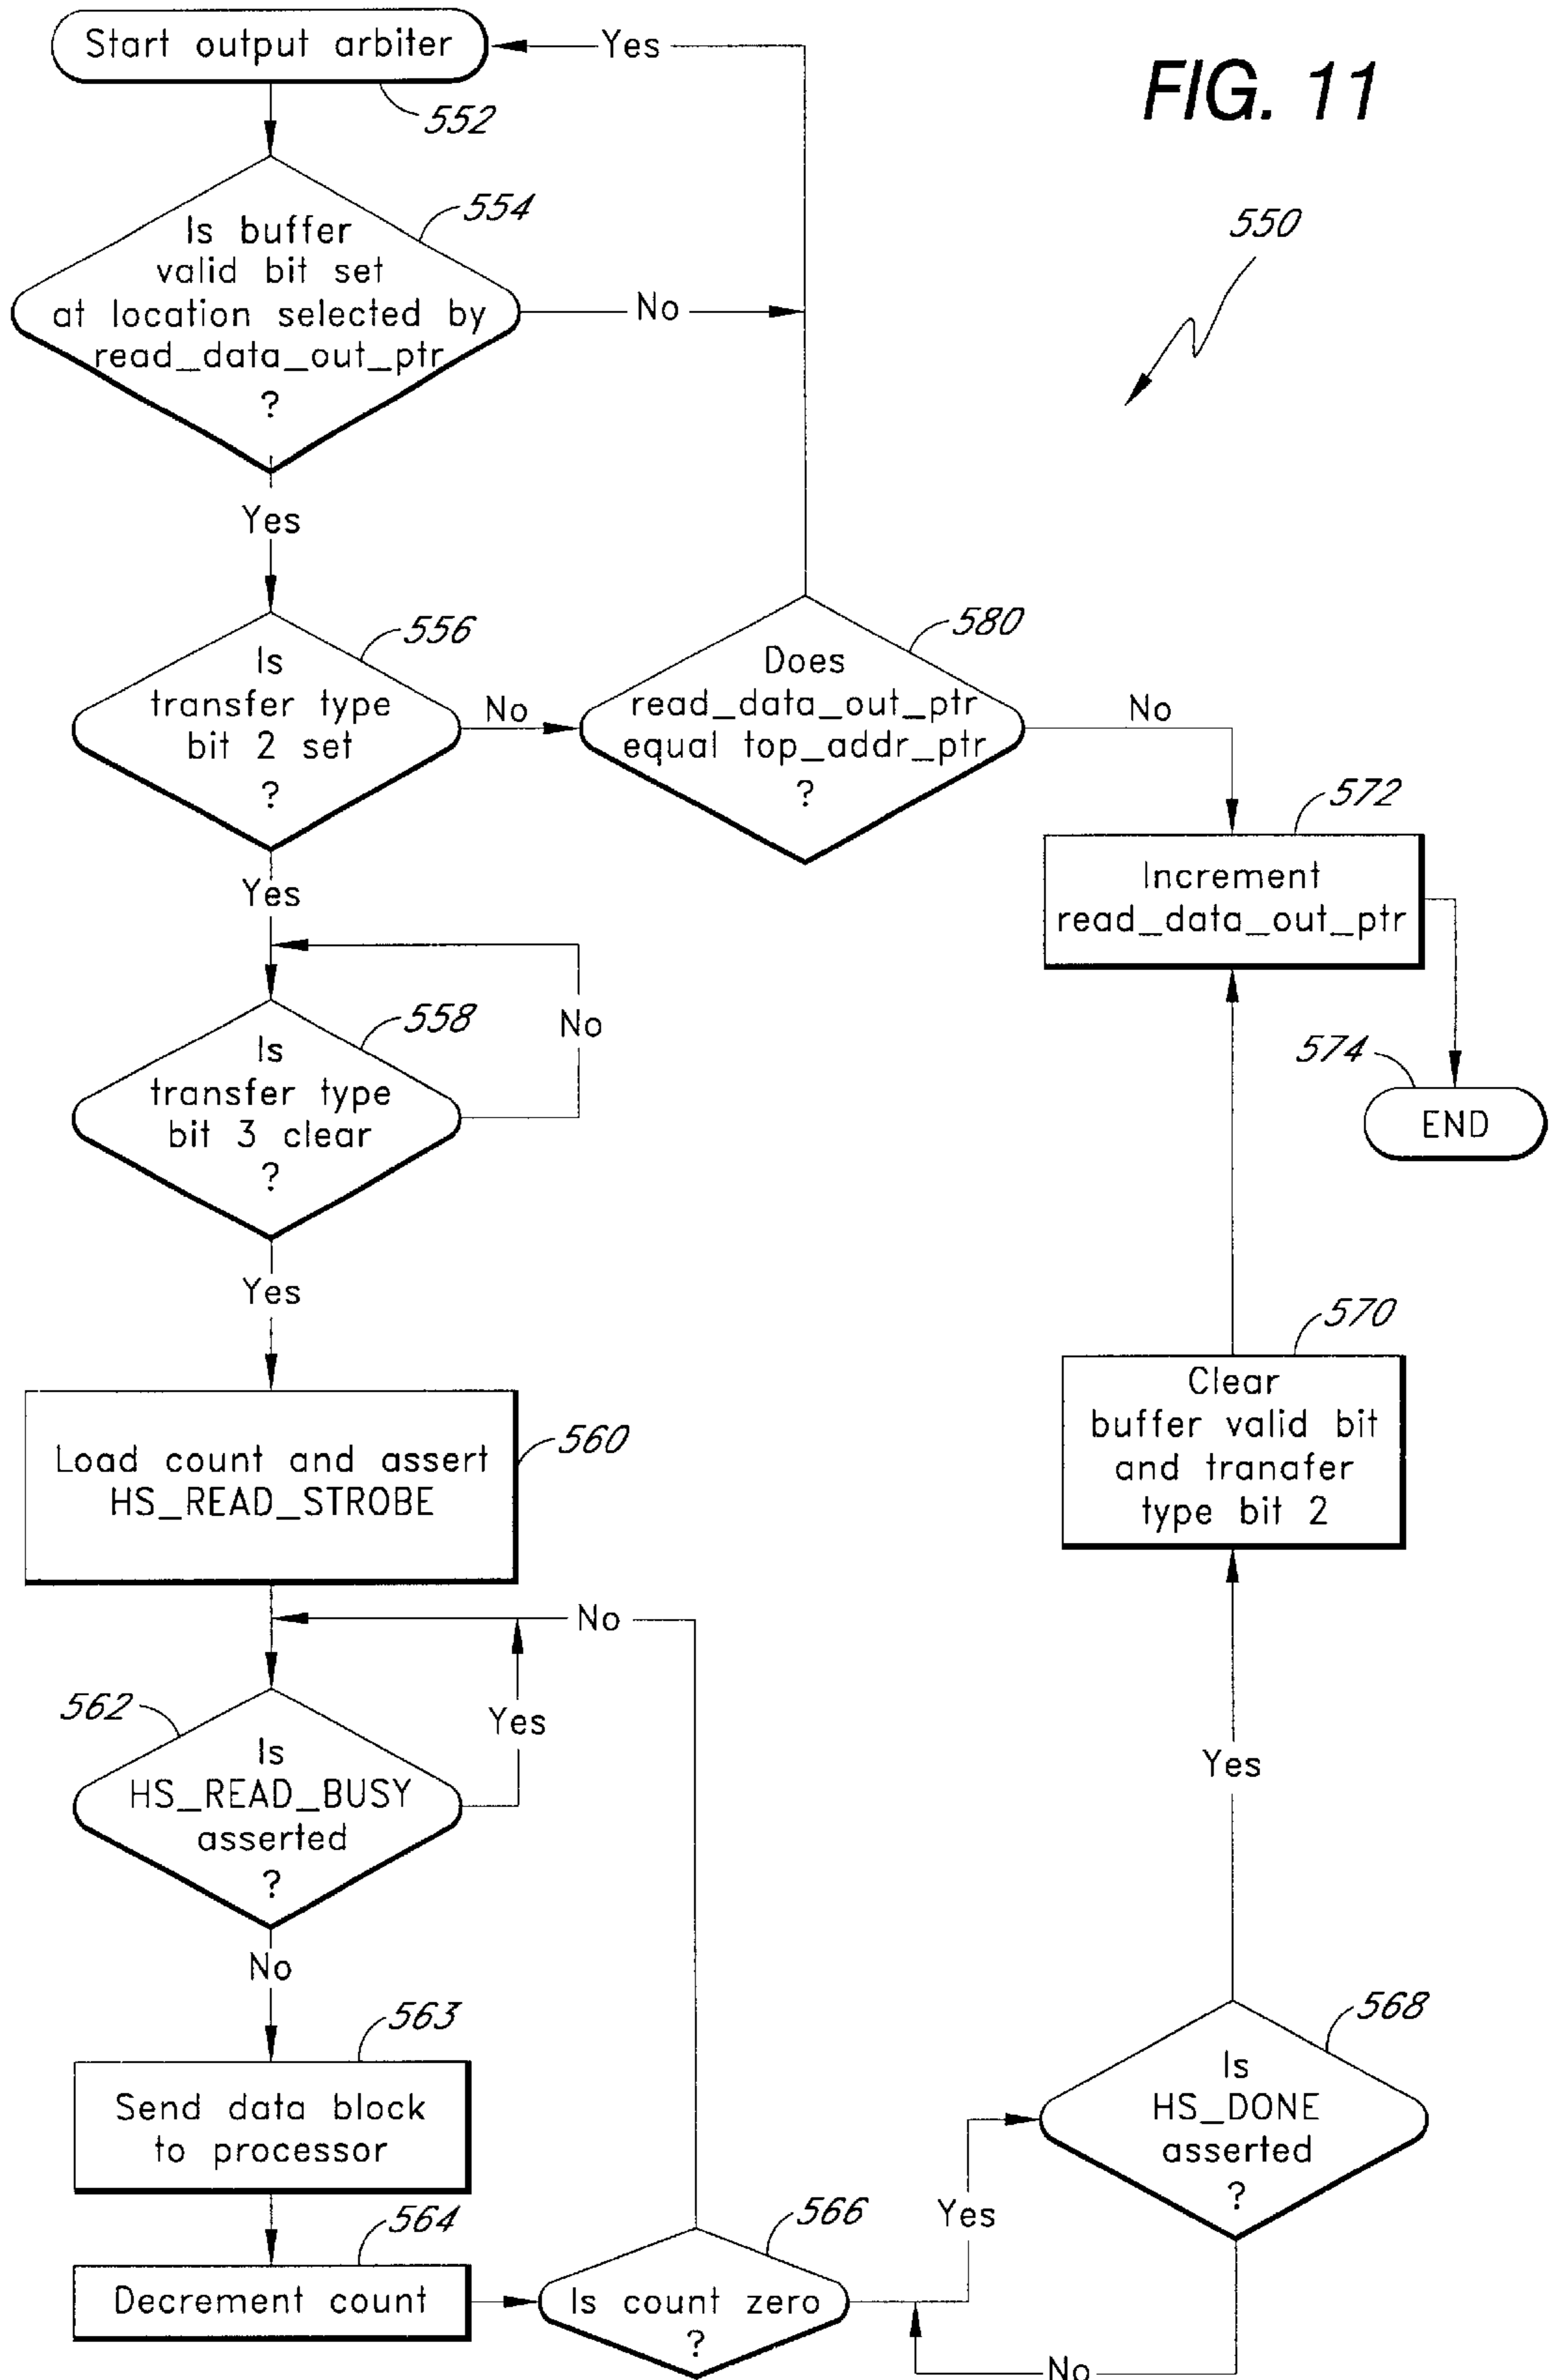 FIG. 11
550
Start output arbiter
Yes
552
Is buffer
valid bit set
at location selected by
read_data_out_ptr
?
554
No
Yes
Is
transfer type
bit 2 set
?
556
No
Does
read_data_out_ptr
equal top_addr_ptr
?
580
No
Yes
Is
transfer type
bit 3 clear
?
558
No
Yes
Load count and assert
HS_READ_STROBE
560
No
Is
HS_READ_BUSY
asserted
?
562
Yes
No
Send data block
to processor
563
Decrement count
564
Is count zero
?
566
Yes
Is
HS_DONE
asserted
?
568
No
Yes
Clear
buffer valid bit
and tranafer
type bit 2
570
Increment
read_data_out_ptr
572
END
574